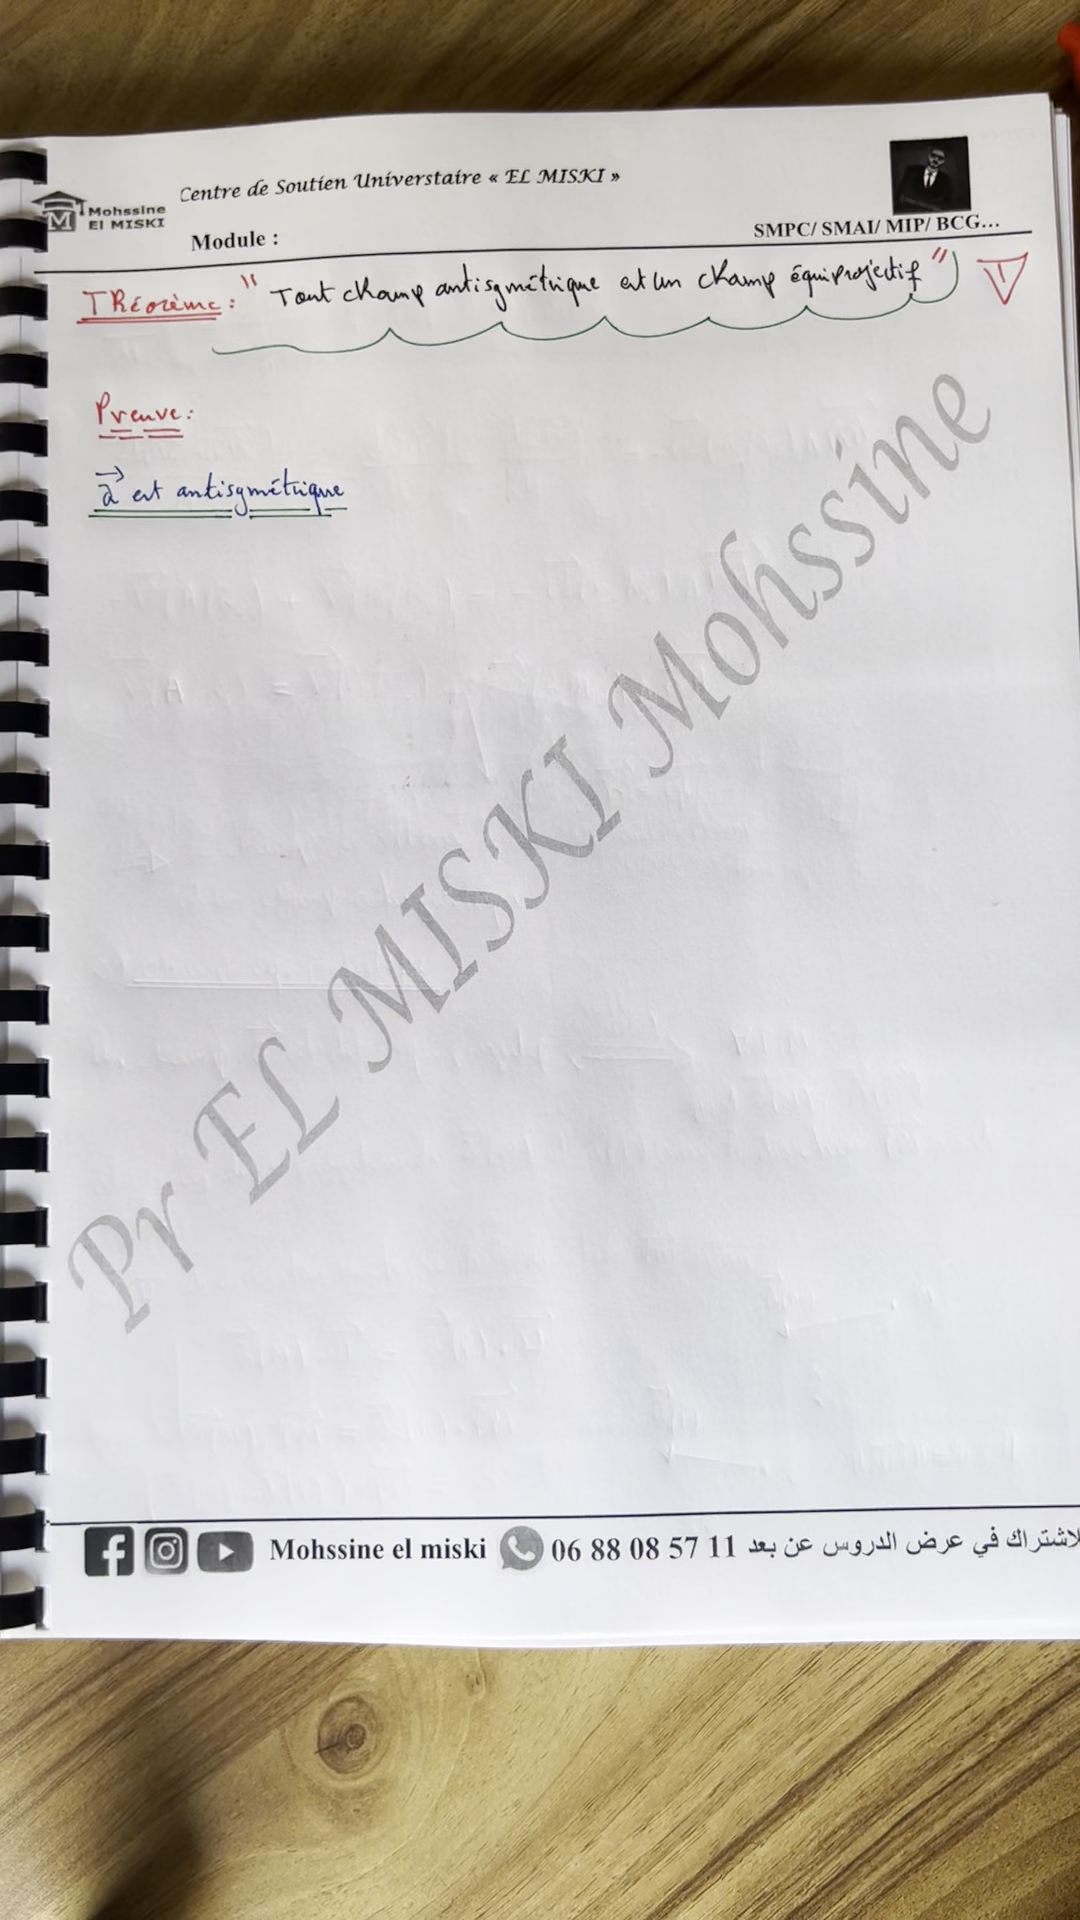 Centre de Soutien Universtaire « EL MISKI »
Mohssine
El MISKI
M
Module :
SMPC/ SMAI/ MIP/ BCG...
Théorème: " Tout champ antisymétrique est un champ équiprojectif "
Preuve:
a est antisymétrique
Pr EL MISKI Mohssine
Mohssine el miski 06 88 08 57 11 لاشتراك في عرض الدروس عن بعد